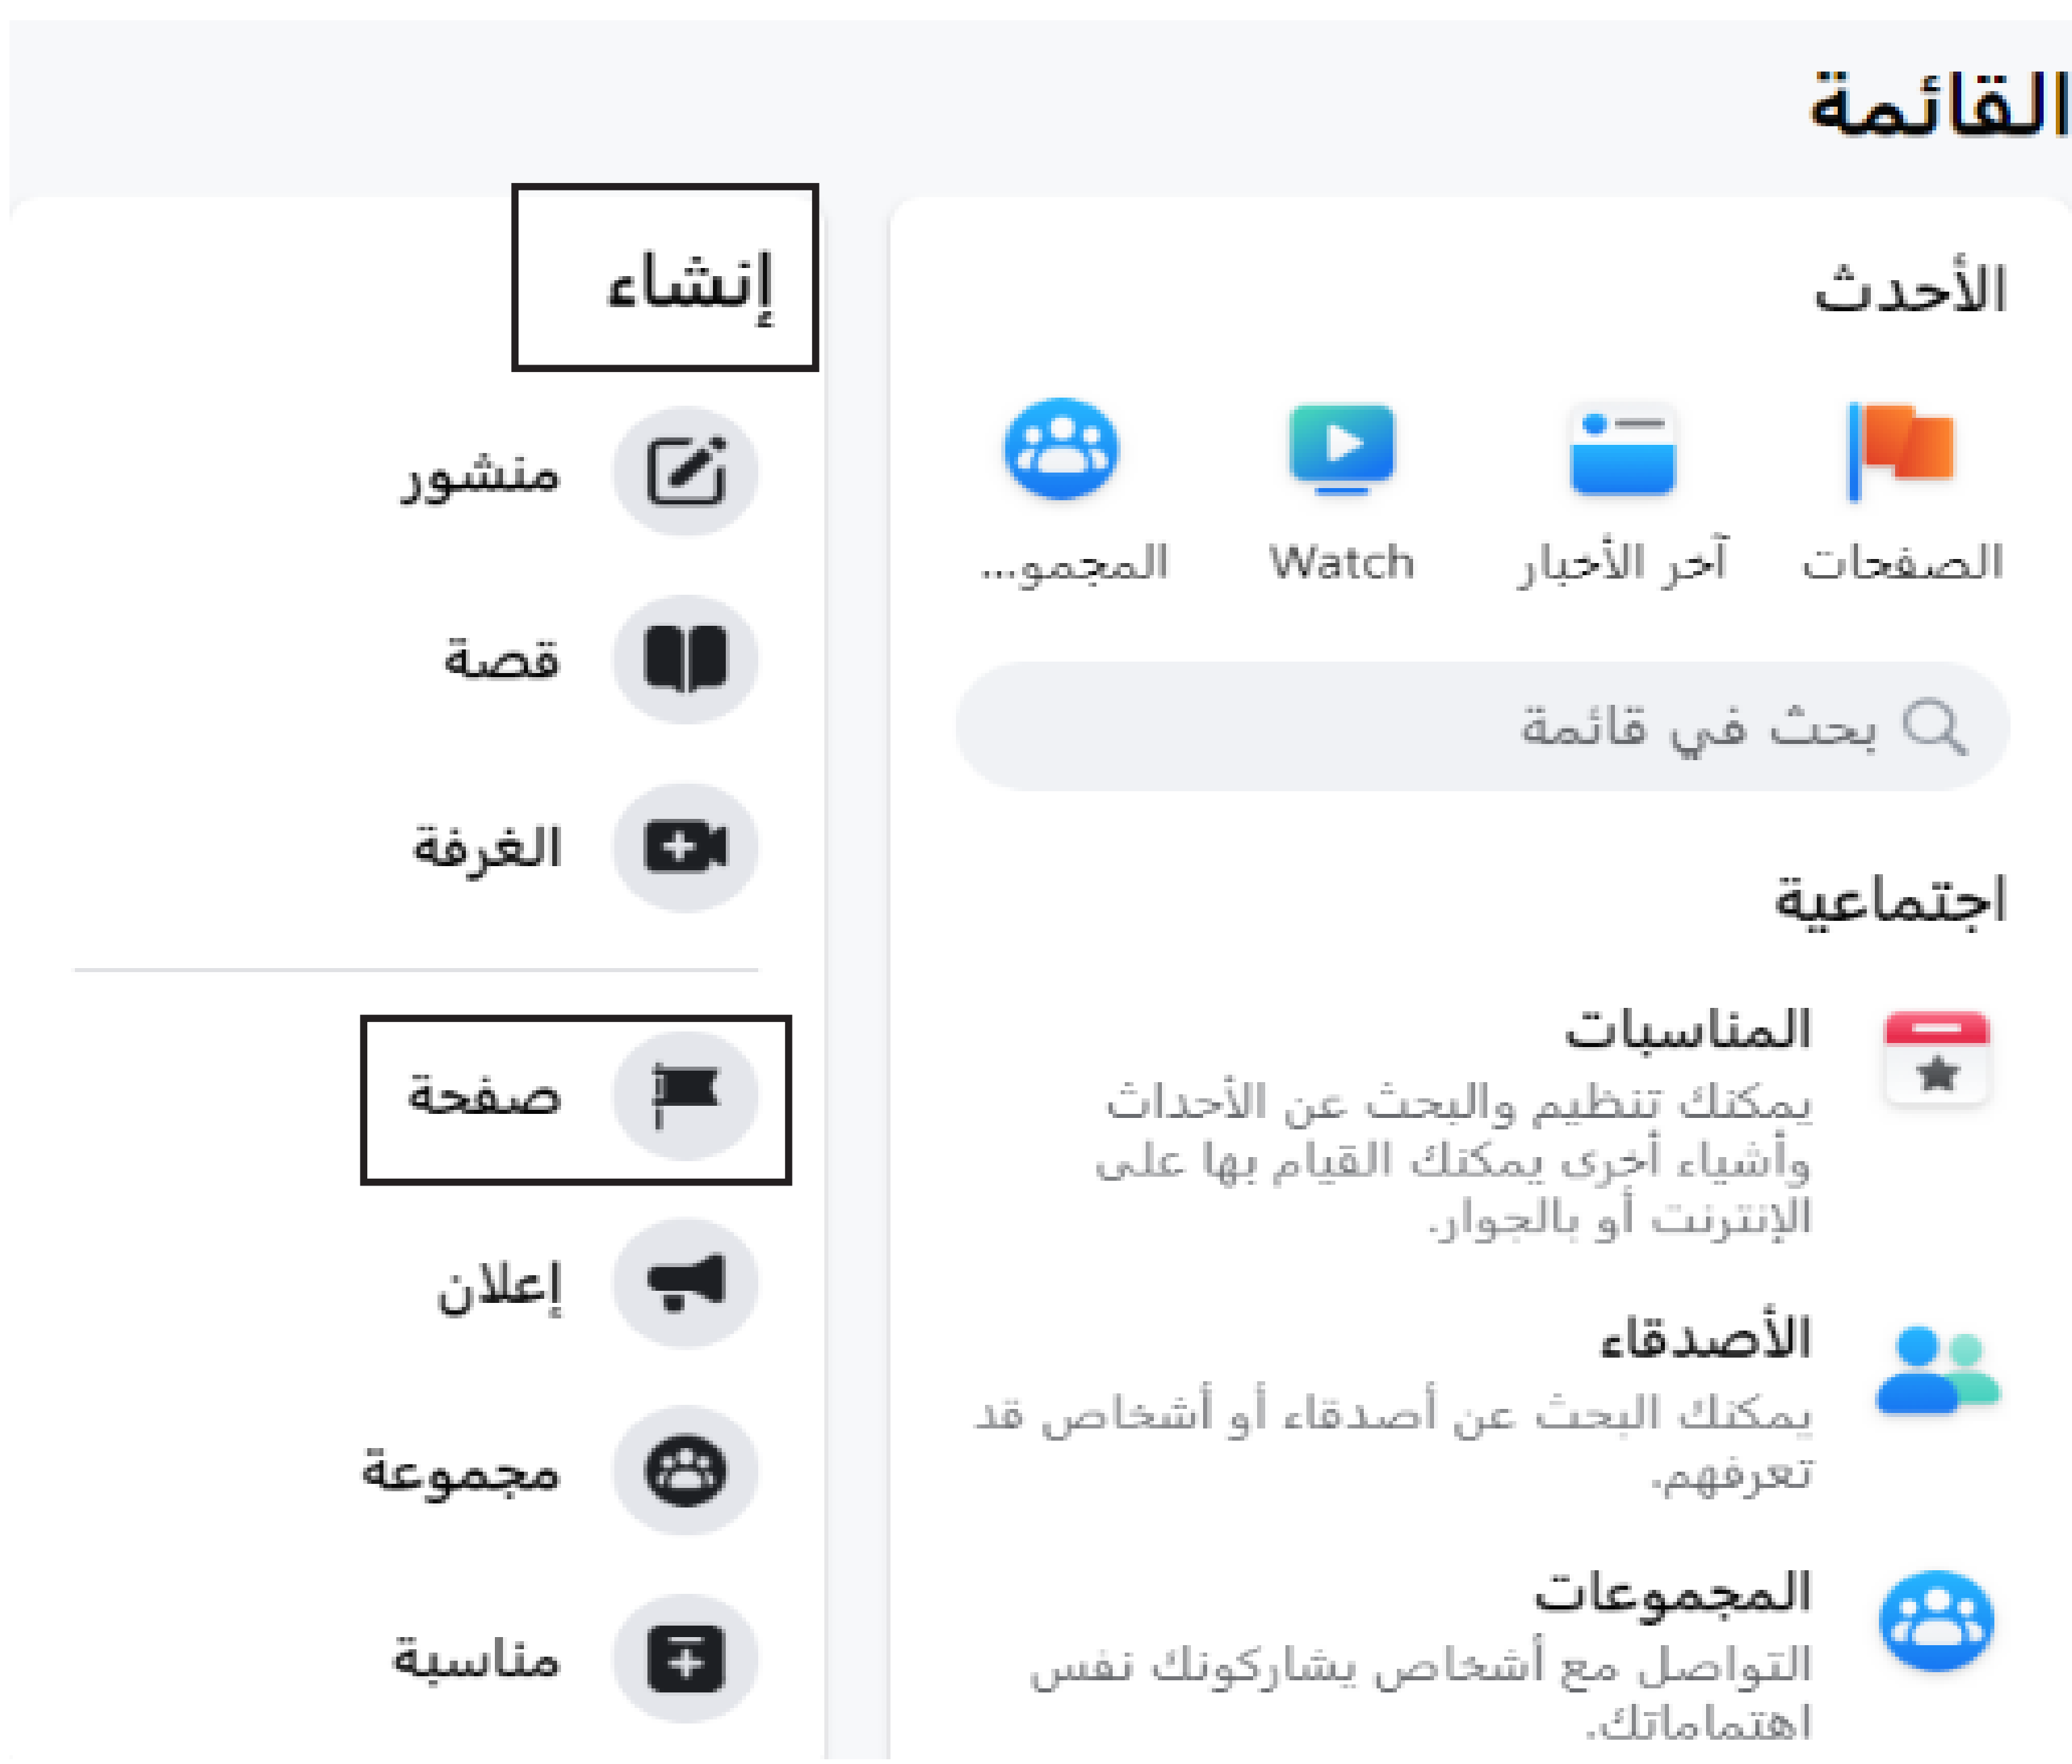 القائمة
الأحدث
الصفحات
آخر الأخبار
Watch
المجمو...
بحث في قائمة
اجتماعية
المناسبات
يمكنك تنظيم والبحث عن الأحداث
وأشياء أخرى يمكنك القيام بها على
الإنترنت أو بالجوار.
الأصدقاء
يمكنك البحث عن أصدقاء أو أشخاص قد
تعرفهم.
المجموعات
التواصل مع أشخاص يشاركونك نفس
اهتماماتك.
إنشاء
منشور
قصة
الغرفة
صفحة
إعلان
مجموعة
مناسبة